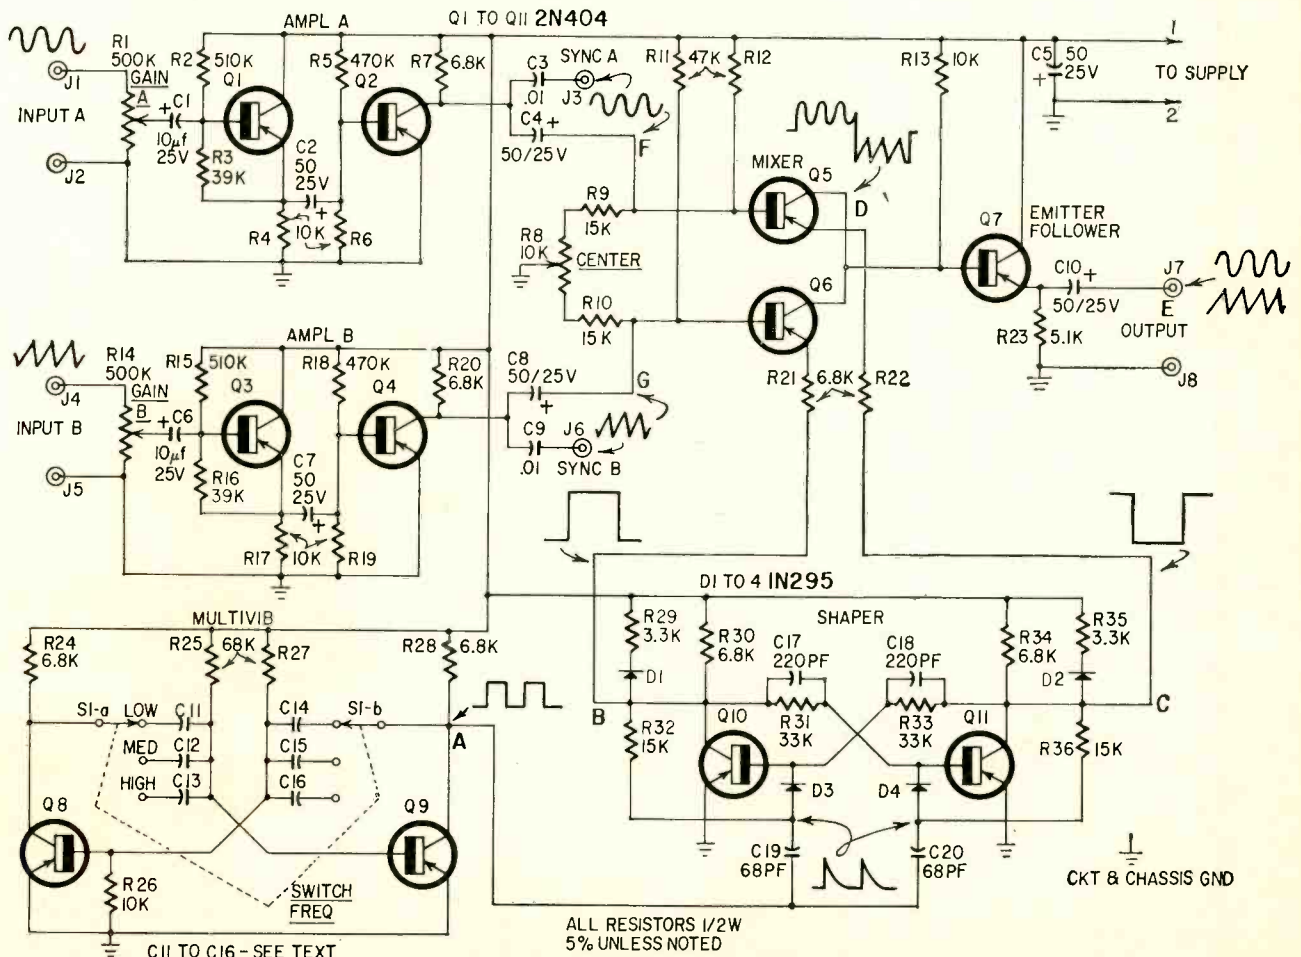 AMPL A
Q1 TO Q11 2N404
R1
500K
GAIN
A
J1
INPUT A
J2
C1
+
10µf
25V
R2
510K
Q1
R3
39K
C2
50
25V
+
R4
10K
R6
R5
470K
Q2
R7
6.8K
C3
.01
SYNC A
J3
C4
+
50/25V
F
R11
47K
R12
R13
10K
C5
50
25V
+
1
TO SUPPLY
2
MIXER
Q5
D
R9
15K
R8
10K
CENTER
R10
15K
Q6
Q7
EMITTER
FOLLOWER
C10
+
50/25V
J7
E
OUTPUT
R23
5.1K
J8
AMPL B
R14
500K
GAIN
B
J4
INPUT B
J5
C6
+
10µf
25V
R15
510K
Q3
R16
39K
C7
50
25V
+
R17
10K
R19
R18
470K
Q4
R20
6.8K
C8
50/25V
+
G
C9
.01
J6
SYNC B
R21
6.8K
R22
D1 TO 4 1N295
MULTIVIB
R24
6.8K
R25
68K
R27
R28
6.8K
S1-a
LOW
C11
C14
S1-b
MED
C12
C15
HIGH
C13
C16
A
Q8
Q9
R26
10K
SWITCH
FREQ
C11 TO C16-SEE TEXT
SHAPER
R29
3.3K
R30
6.8K
C17
220PF
C18
220PF
R34
6.8K
R35
3.3K
D1
D2
B
C
R32
15K
Q10
R31
33K
R33
33K
Q11
R36
15K
D3
D4
C19
68PF
C20
68PF
CKT & CHASSIS GND
ALL RESISTORS 1/2W
5% UNLESS NOTED